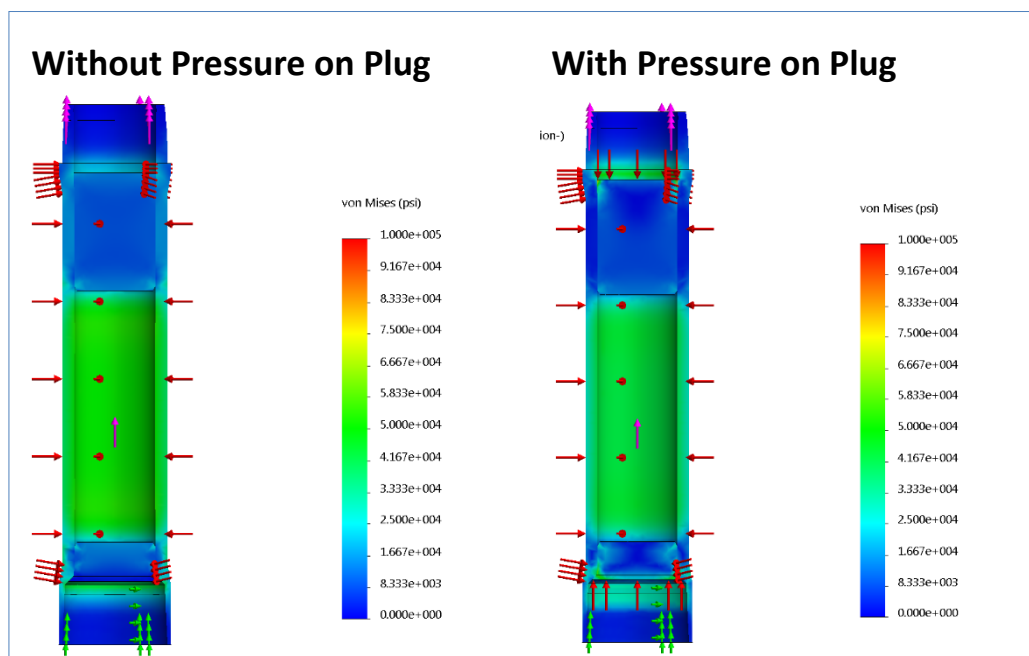 Without Pressure on Plug
With Pressure on Plug
ion-)
von Mises (psi)
1.000e+005
9.167e+004
8.333e+004
7.500e+004
6.667e+004
5.833e+004
5.000e+004
4.167e+004
3.333e+004
2.500e+004
1.667e+004
8.333e+003
0.000e+000
von Mises (psi)
1.000e+005
9.167e+004
8.333e+004
7.500e+004
6.667e+004
5.833e+004
5.000e+004
4.167e+004
3.333e+004
2.500e+004
1.667e+004
8.333e+003
0.000e+000